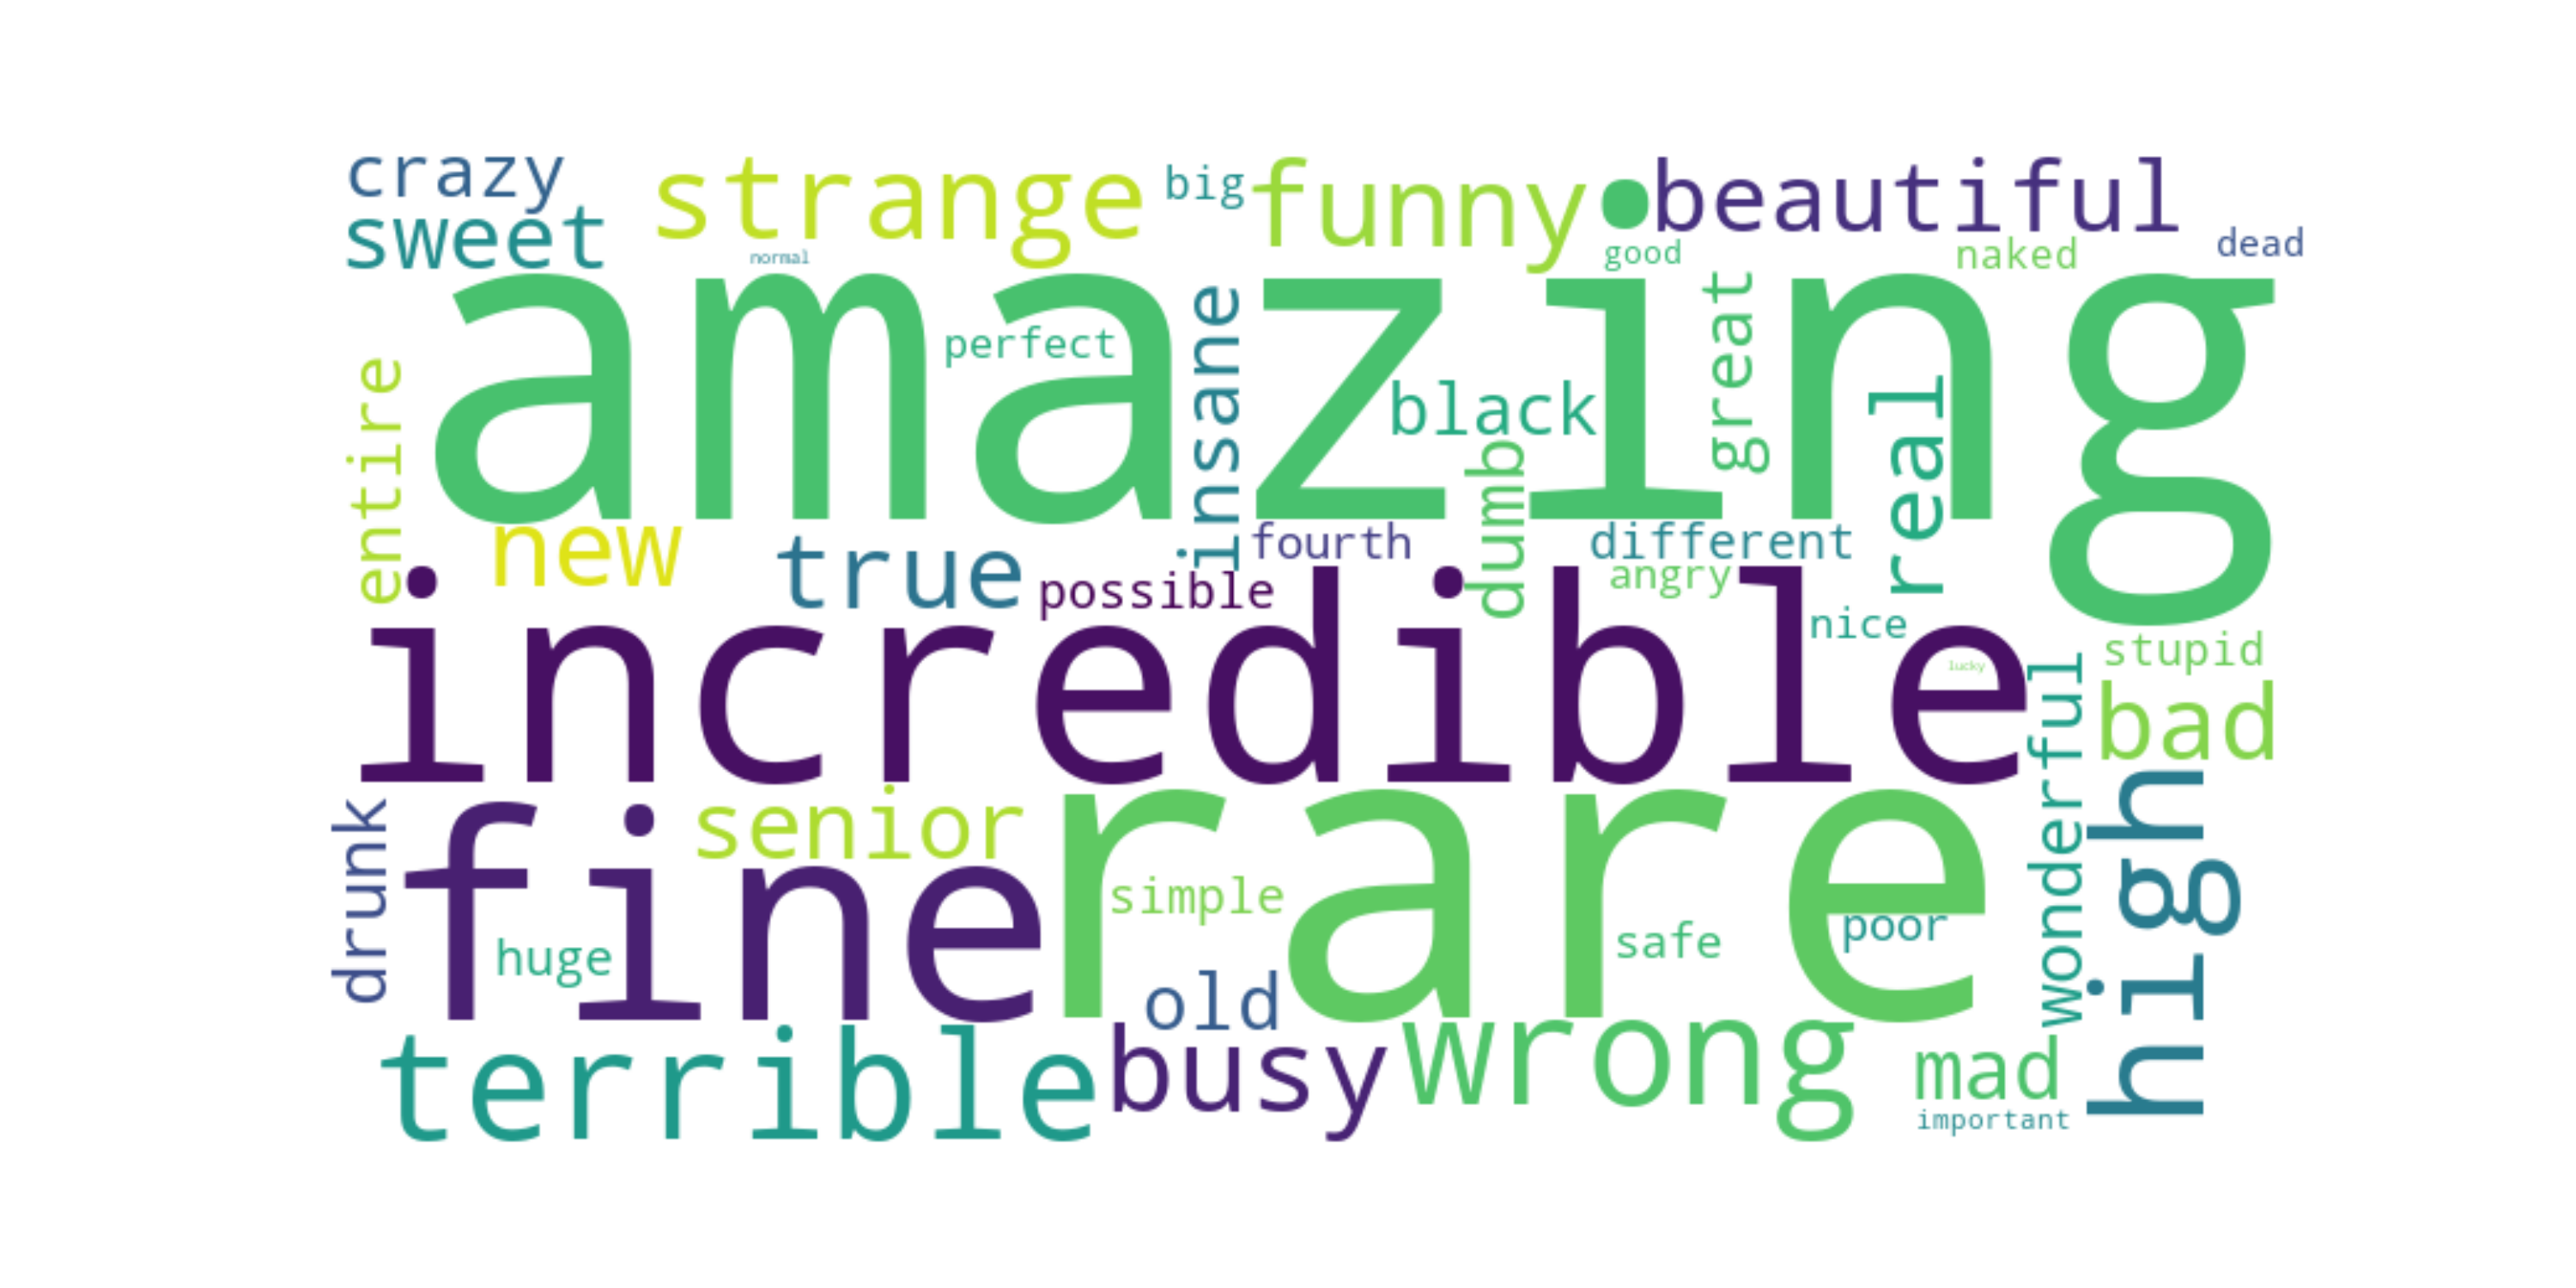 crazy
strange
big
funny
beautiful
sweet
normal
good
naked
dead
amazing
perfect
insane
great
black
real
entire
dumb
new
true
fourth
different
possible
angry
nice
incredible
lucky
stupid
wonderful
bad
high
drunk
fine
senior
rare
simple
huge
safe
poor
old
terrible
busy
wrong
mad
important